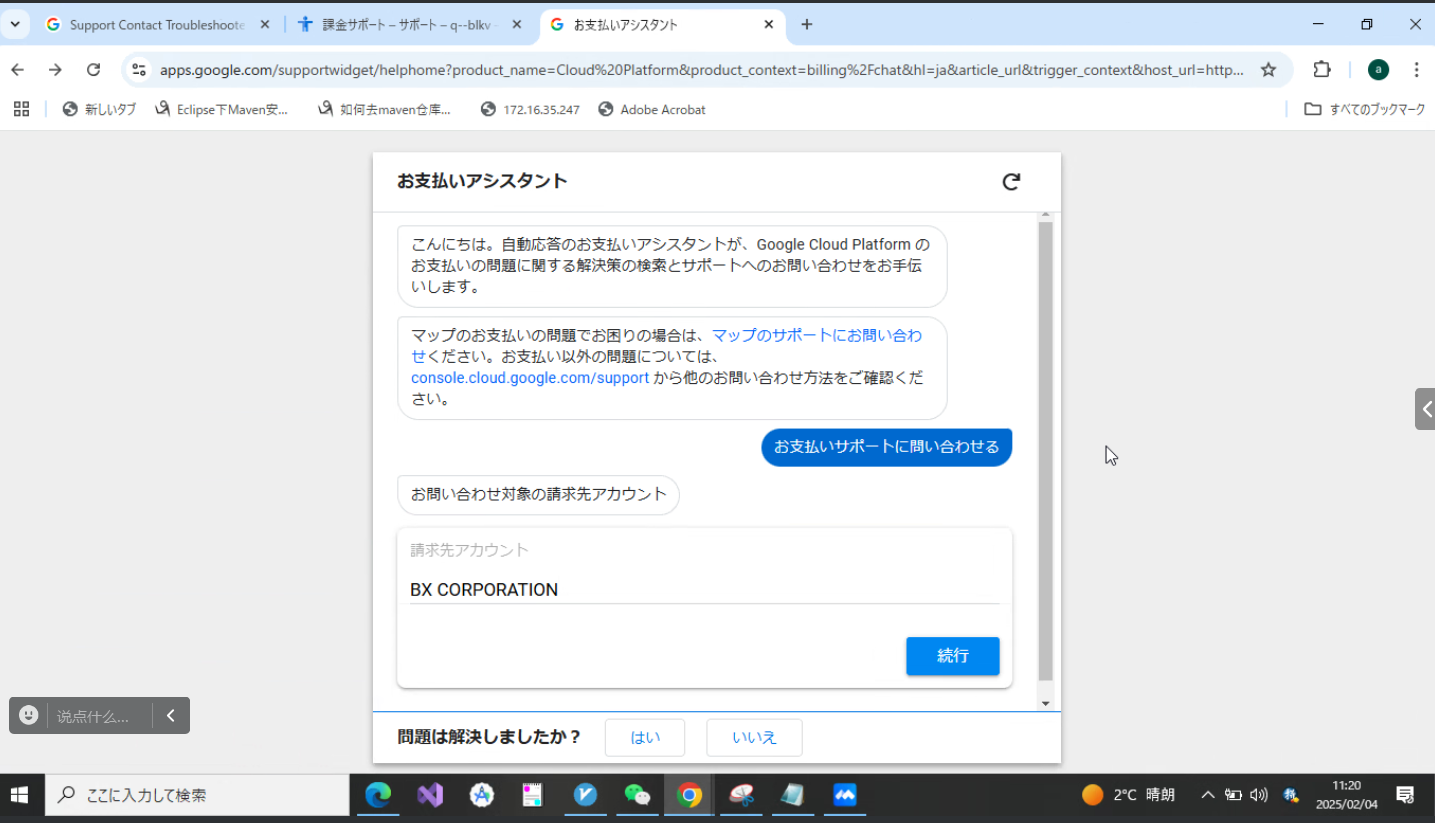 Support Contact Troubleshoote
課金サポート – サポート – q--blkv -
お支払いアシスタント
apps.google.com/supportwidget/helphome?product_name=Cloud%20Platform&product_context=billing%2Fchat&hl=ja&article_url&trigger_context&host_url=http...
a
新しいタブ
Eclipse下Maven安...
如何去maven仓库...
172.16.35.247
Adobe Acrobat
すべてのブックマーク
お支払いアシスタント
こんにちは。自動応答のお支払いアシスタントが、Google Cloud Platform の
お支払いの問題に関する解決策の検索とサポートへのお問い合わせをお手伝
いします。
マップのお支払いの問題でお困りの場合は、マップのサポートにお問い合わ
せください。お支払い以外の問題については、
console.cloud.google.com/support から他のお問い合わせ方法をご確認くだ
さい。
お支払いサポートに問い合わせる
お問い合わせ対象の請求先アカウント
請求先アカウント
BX CORPORATION
続行
说点什么...
問題は解決しましたか？
はい
いいえ
ここに入力して検索
2°C 晴朗
11:20
2025/02/04